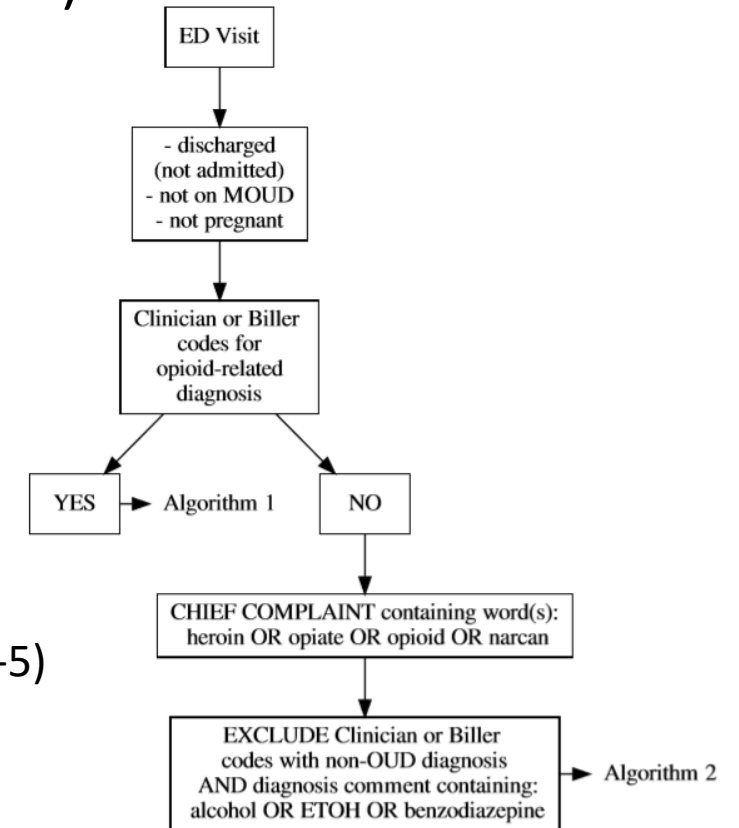 )
ED Visit
- discharged
(not admitted)
- not on MOUD
- not pregnant
Clinician or Biller
codes for
opioid-related
diagnosis
YES
Algorithm 1
NO
CHIEF COMPLAINT containing word(s):
heroin OR opiate OR opioid OR narcan
-5)
EXCLUDE Clinician or Biller
codes with non-OUD diagnosis
AND diagnosis comment containing:
alcohol OR ETOH OR benzodiazepine
Algorithm 2